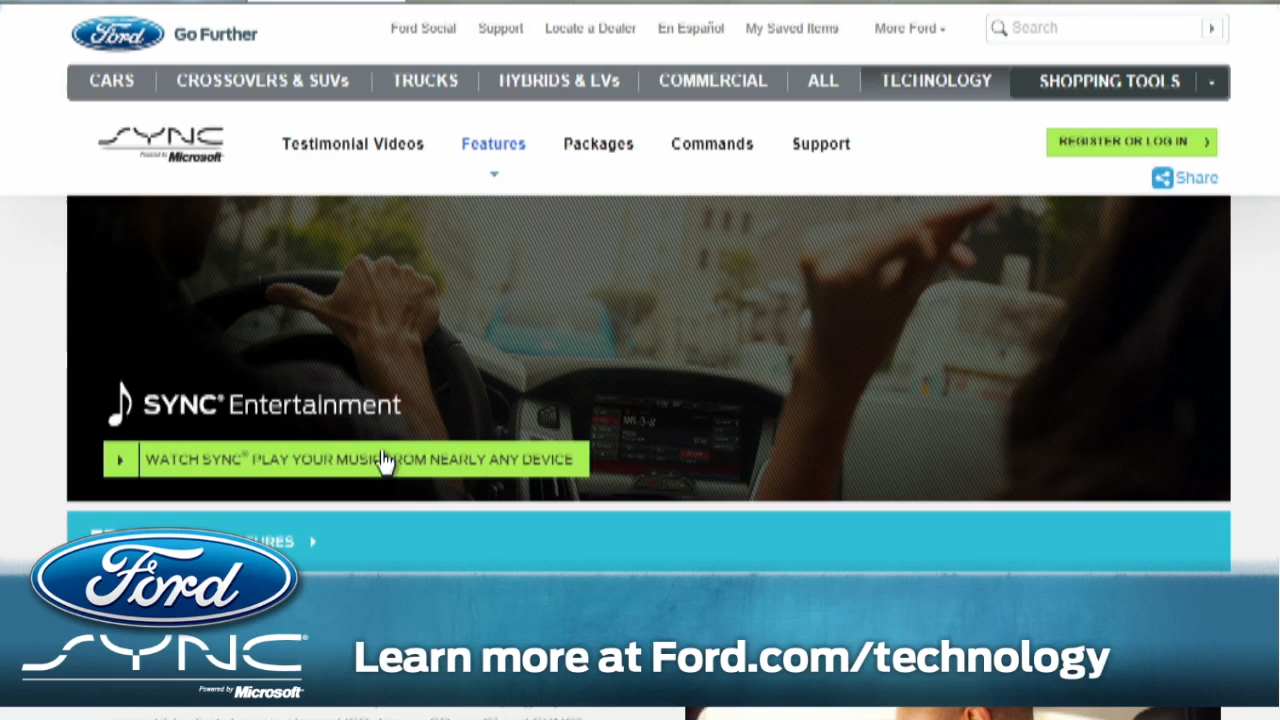 Ford Go Further
Ford Social Support Locate a Dealer En Español My Saved Items More Ford Search
CARS CROSSOVERS & SUVs TRUCKS HYBRIDS & EVs COMMERCIAL ALL TECHNOLOGY SHOPPING TOOLS
SYNC Testimonial Videos Features Packages Commands Support REGISTER OR LOG IN
Powered by Microsoft
Share
SYNC® Entertainment
WATCH SYNC® PLAY YOUR MUSIC FROM NEARLY ANY DEVICE
Ford
SYNC®
Powered by Microsoft
Learn more at Ford.com/technology